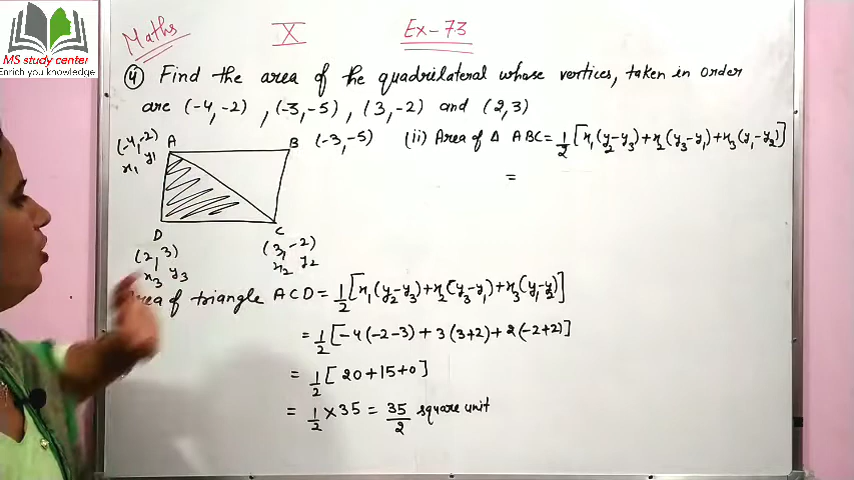 MS study center
Enrich you knowledge
Maths X Ex-7.3
(4) Find the area of the quadrilateral whose vertices, taken in order
are (-4,-2), (-3,-5), (3,-2) and (2,3)
(-4,-2) A B (-3,-5) (ii) Area of Δ ABC = 1/2 [x₁(y₂-y₃)+x₂(y₃-y₁)+x₃(y₁-y₂)]
x₁ y₁
=
D C
(2,3) (3,-2)
x₃ y₃ x₂ y₂
Area of triangle ACD = 1/2 [x₁(y₂-y₃)+x₂(y₃-y₁)+x₃(y₁-y₂)]
= 1/2 [-4(-2-3)+3(3+2)+2(-2+2)]
= 1/2 [20+15+0]
= 1/2 × 35 = 35/2 square unit